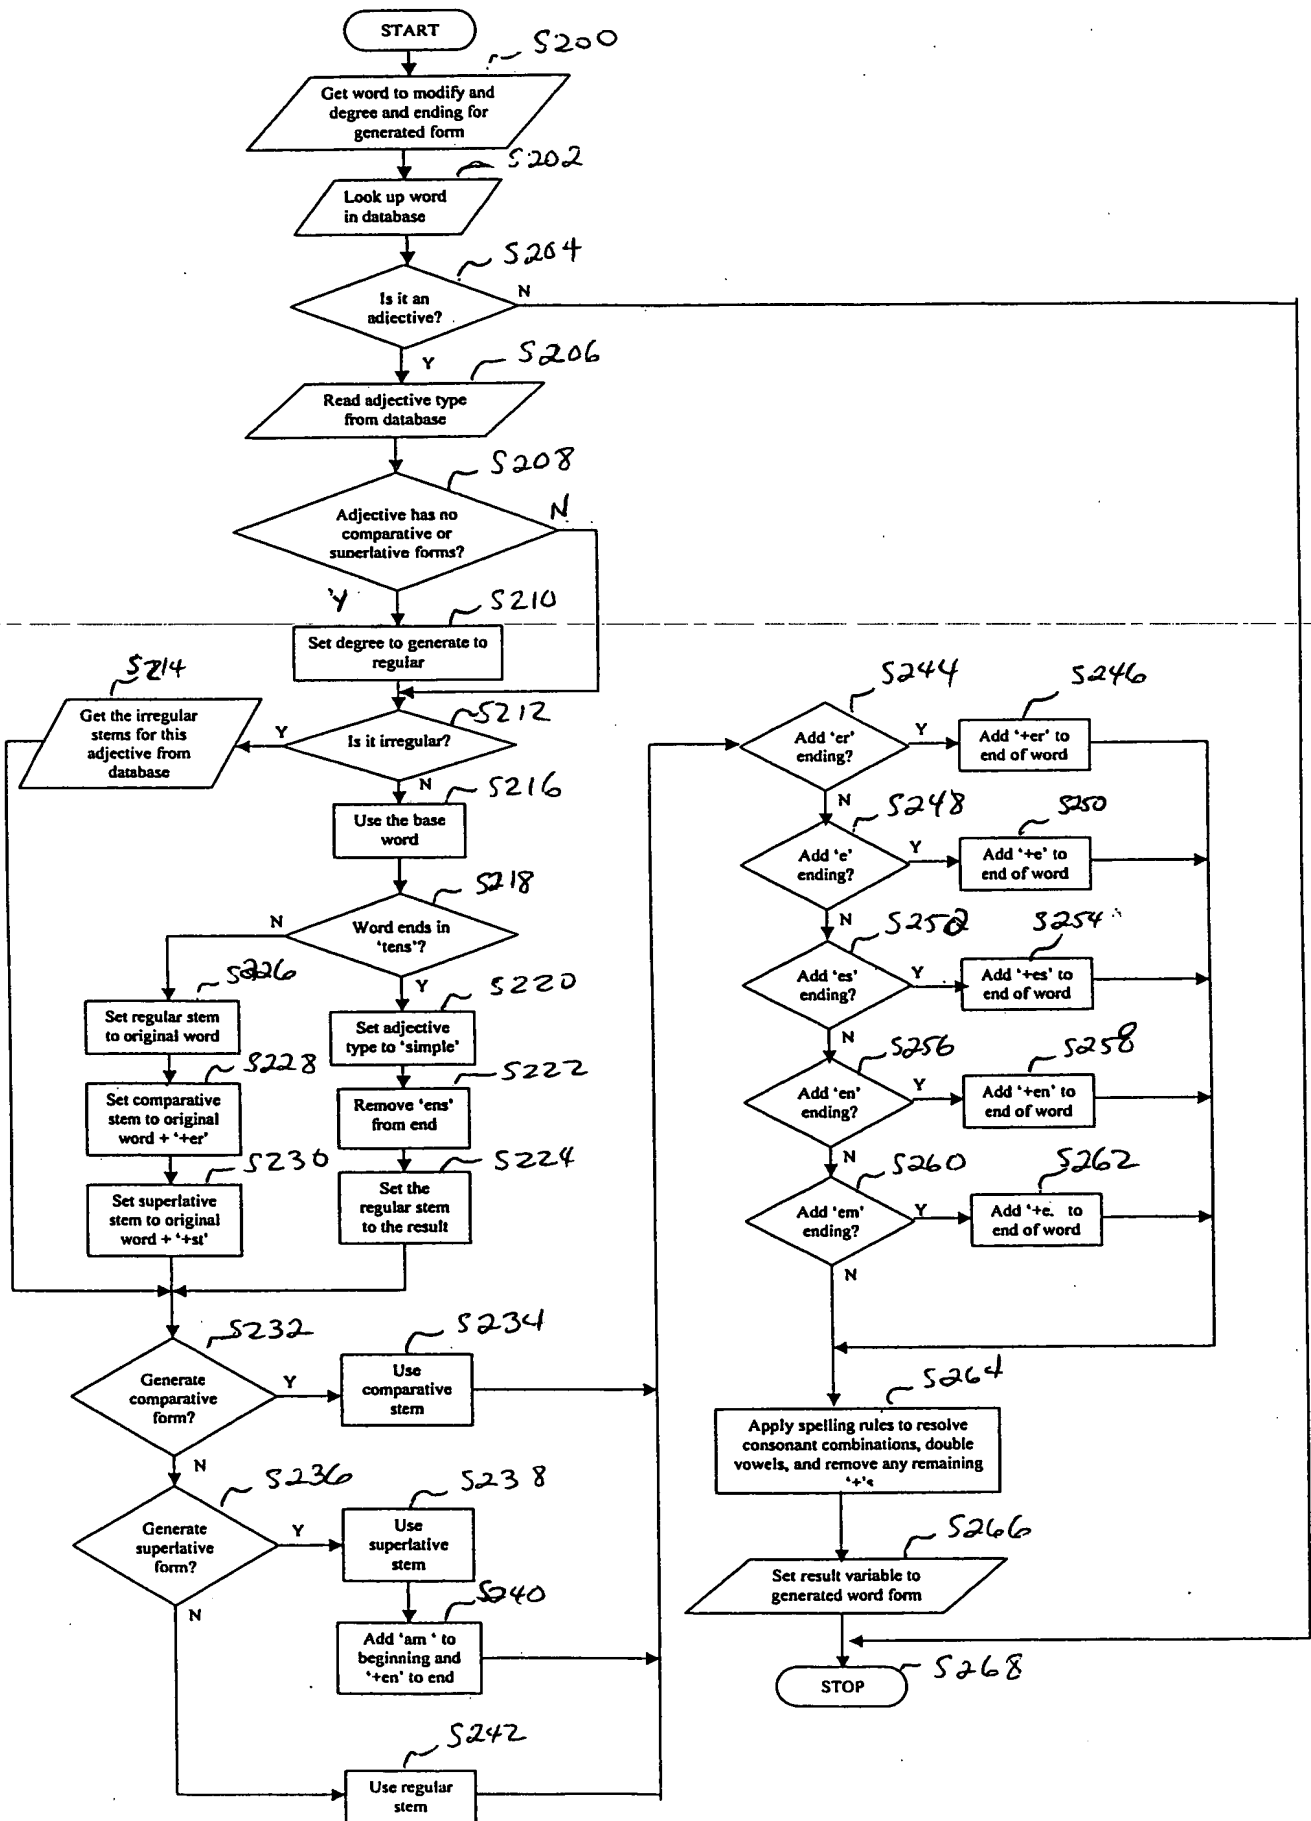 START
S200
Get word to modify and
degree and ending for
generated form
S202
Look up word
in database
S204
Is it an
adjective?
N
Y
S206
Read adjective type
from database
S208
Adjective has no
comparative or
superlative forms?
N
Y
S210
Set degree to generate to
regular
S214
Get the irregular
stems for this
adjective from
database
S212
Is it irregular?
Y
N
S216
Use the base
word
S218
Word ends in
'tens'?
N
Y
S226
Set regular stem
to original word
S220
Set adjective
type to 'simple'
S228
Set comparative
stem to original
word + '+er'
S222
Remove 'ens'
from end
S230
Set superlative
stem to original
word + '+st'
S224
Set the
regular stem
to the result
S232
Generate
comparative
form?
Y
N
S234
Use
comparative
stem
S236
Generate
superlative
form?
Y
N
S238
Use
superlative
stem
S240
Add 'am ' to
beginning and
'+en' to end
S242
Use regular
stem
S244
Add 'er'
ending?
Y
N
S246
Add '+er' to
end of word
S248
Add 'e'
ending?
Y
N
S250
Add '+e' to
end of word
S252
Add 'es'
ending?
Y
N
S254
Add '+es' to
end of word
S256
Add 'en'
ending?
Y
N
S258
Add '+en' to
end of word
S260
Add 'em'
ending?
Y
N
S262
Add '+e. to
end of word
S264
Apply spelling rules to resolve
consonant combinations, double
vowels, and remove any remaining
'+'s
S266
Set result variable to
generated word form
STOP
S268